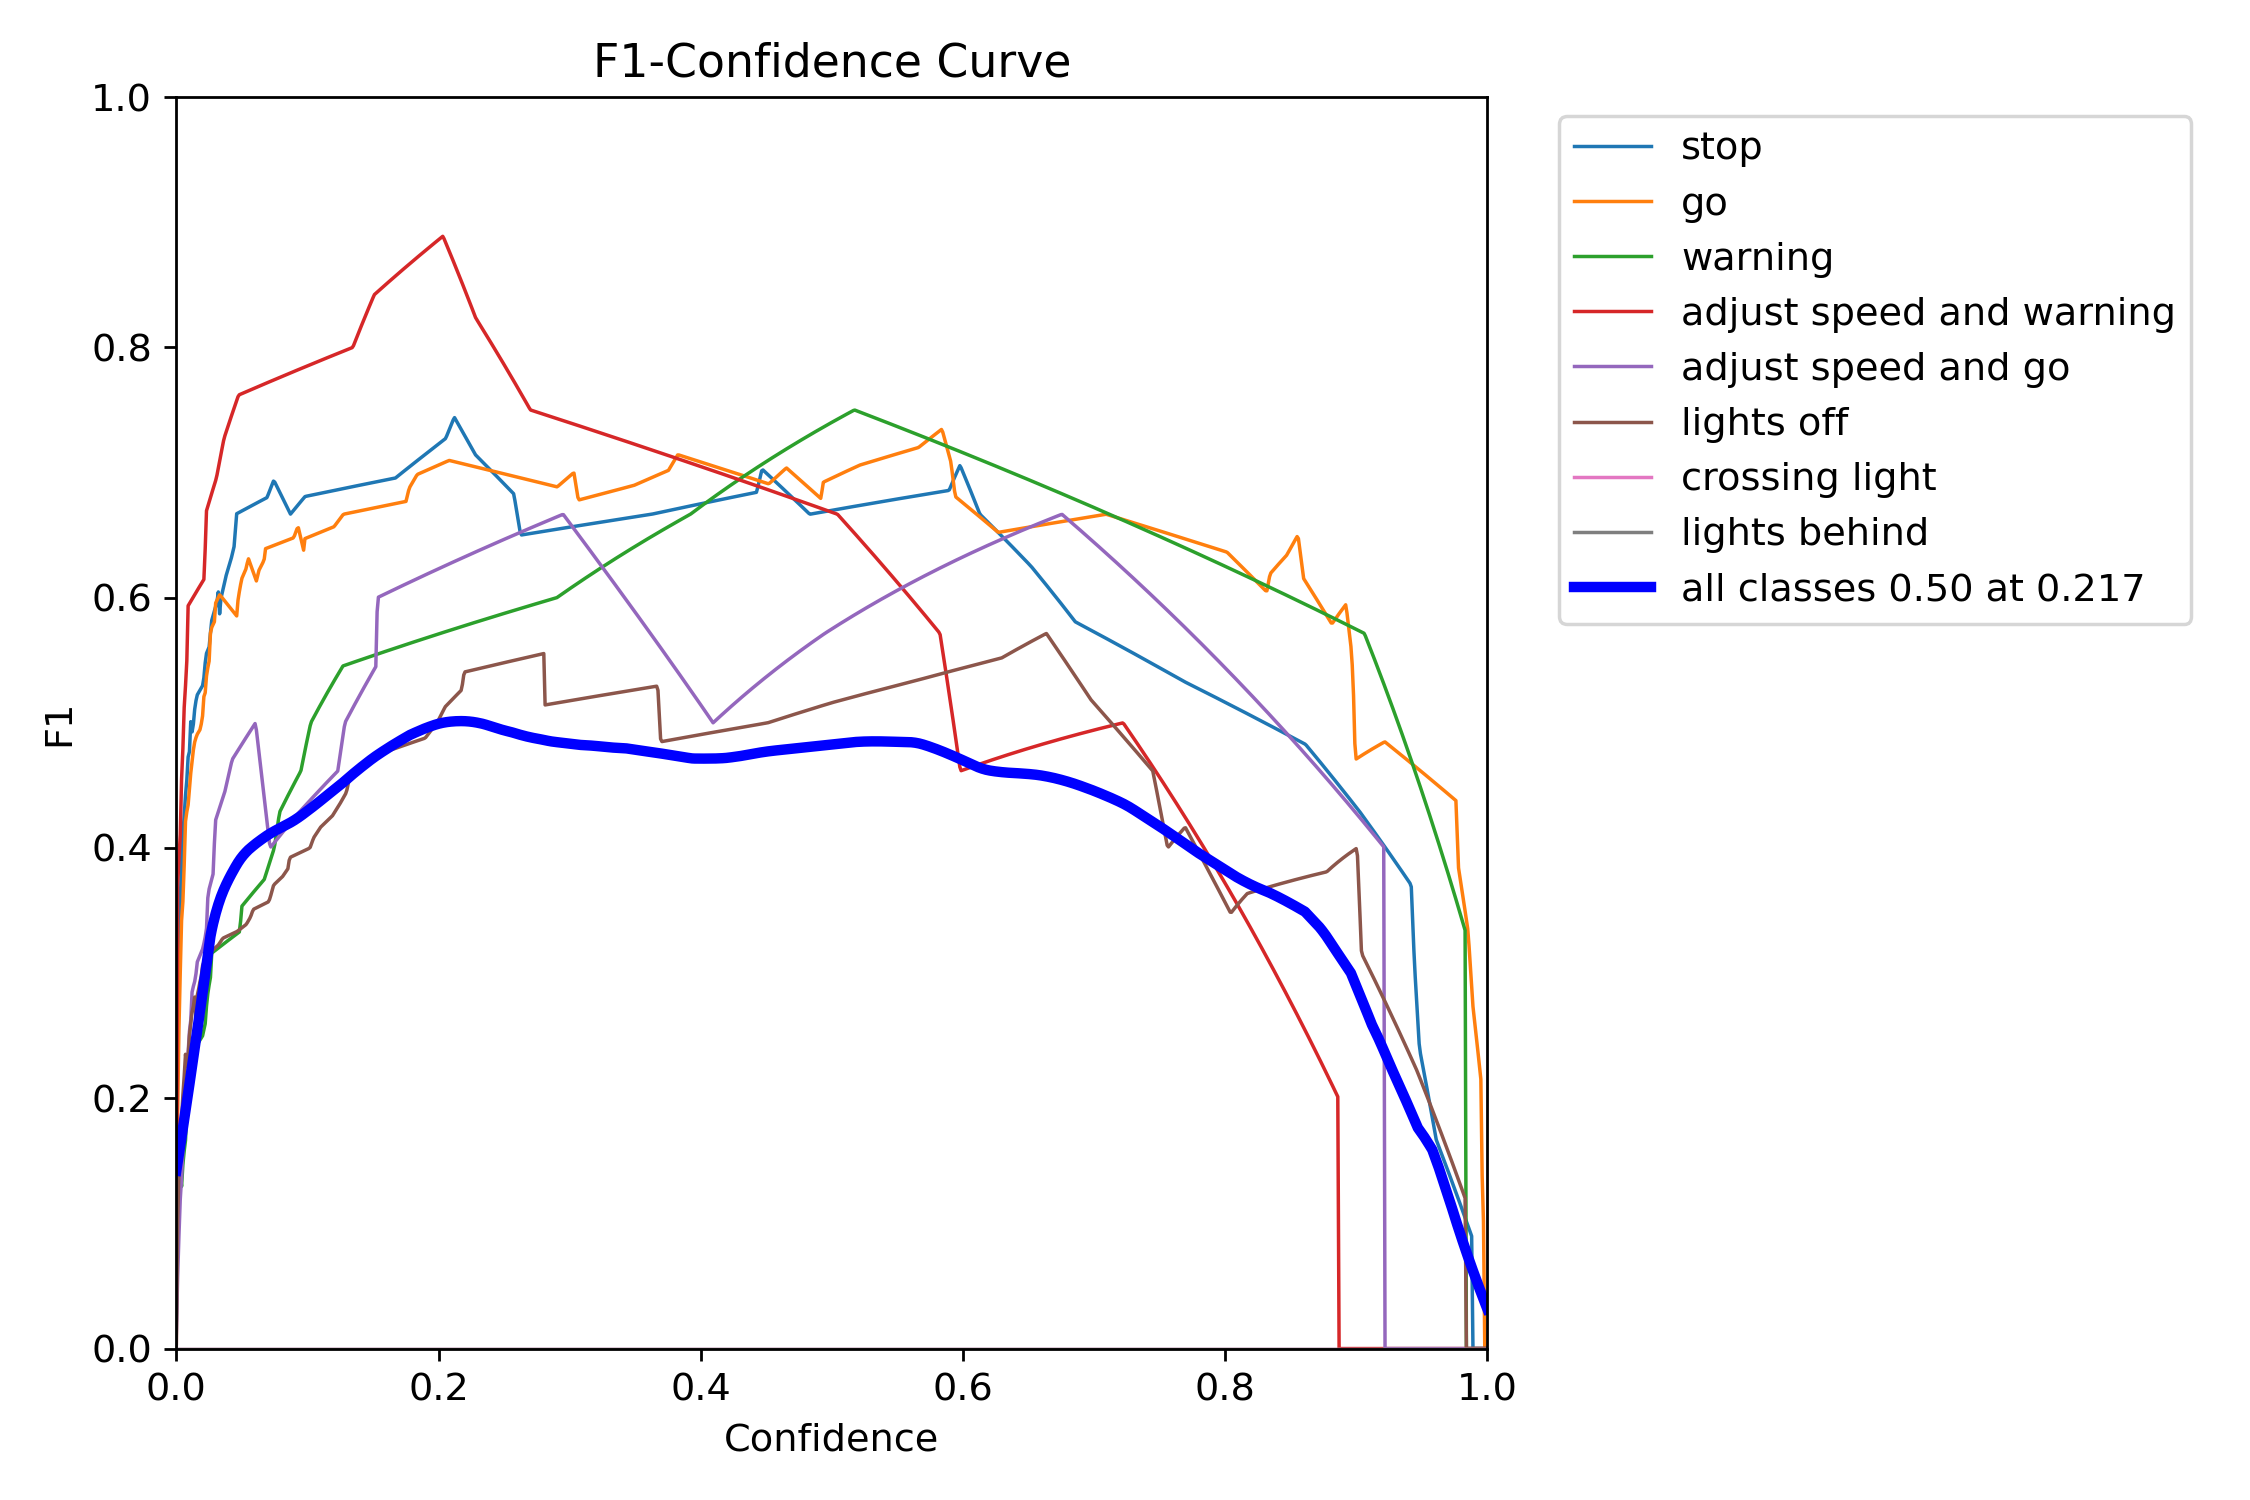 F1-Confidence Curve
1.0
0.8
0.6
0.4
0.2
0.0
F1
0.0 0.2 0.4 0.6 0.8 1.0
Confidence
stop
go
warning
adjust speed and warning
adjust speed and go
lights off
crossing light
lights behind
all classes 0.50 at 0.217